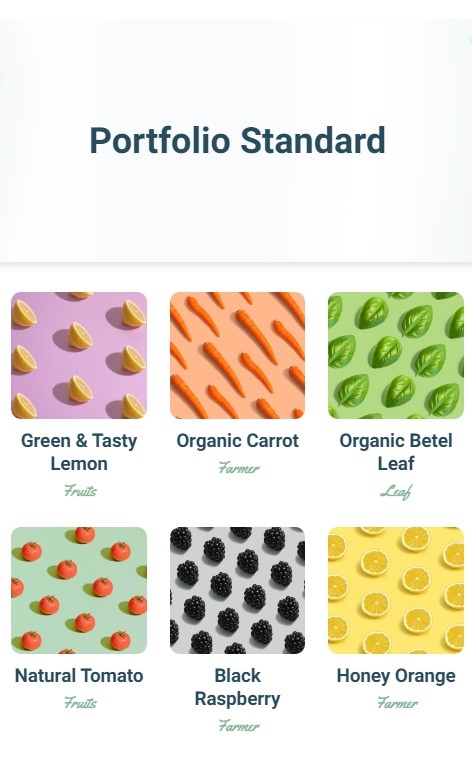 Portfolio Standard
Green & Tasty
Lemon
Fruits
Organic Carrot
Farmer
Organic Betel
Leaf
Leaf
Natural Tomato
Fruits
Black
Raspberry
Farmer
Honey Orange
Farmer